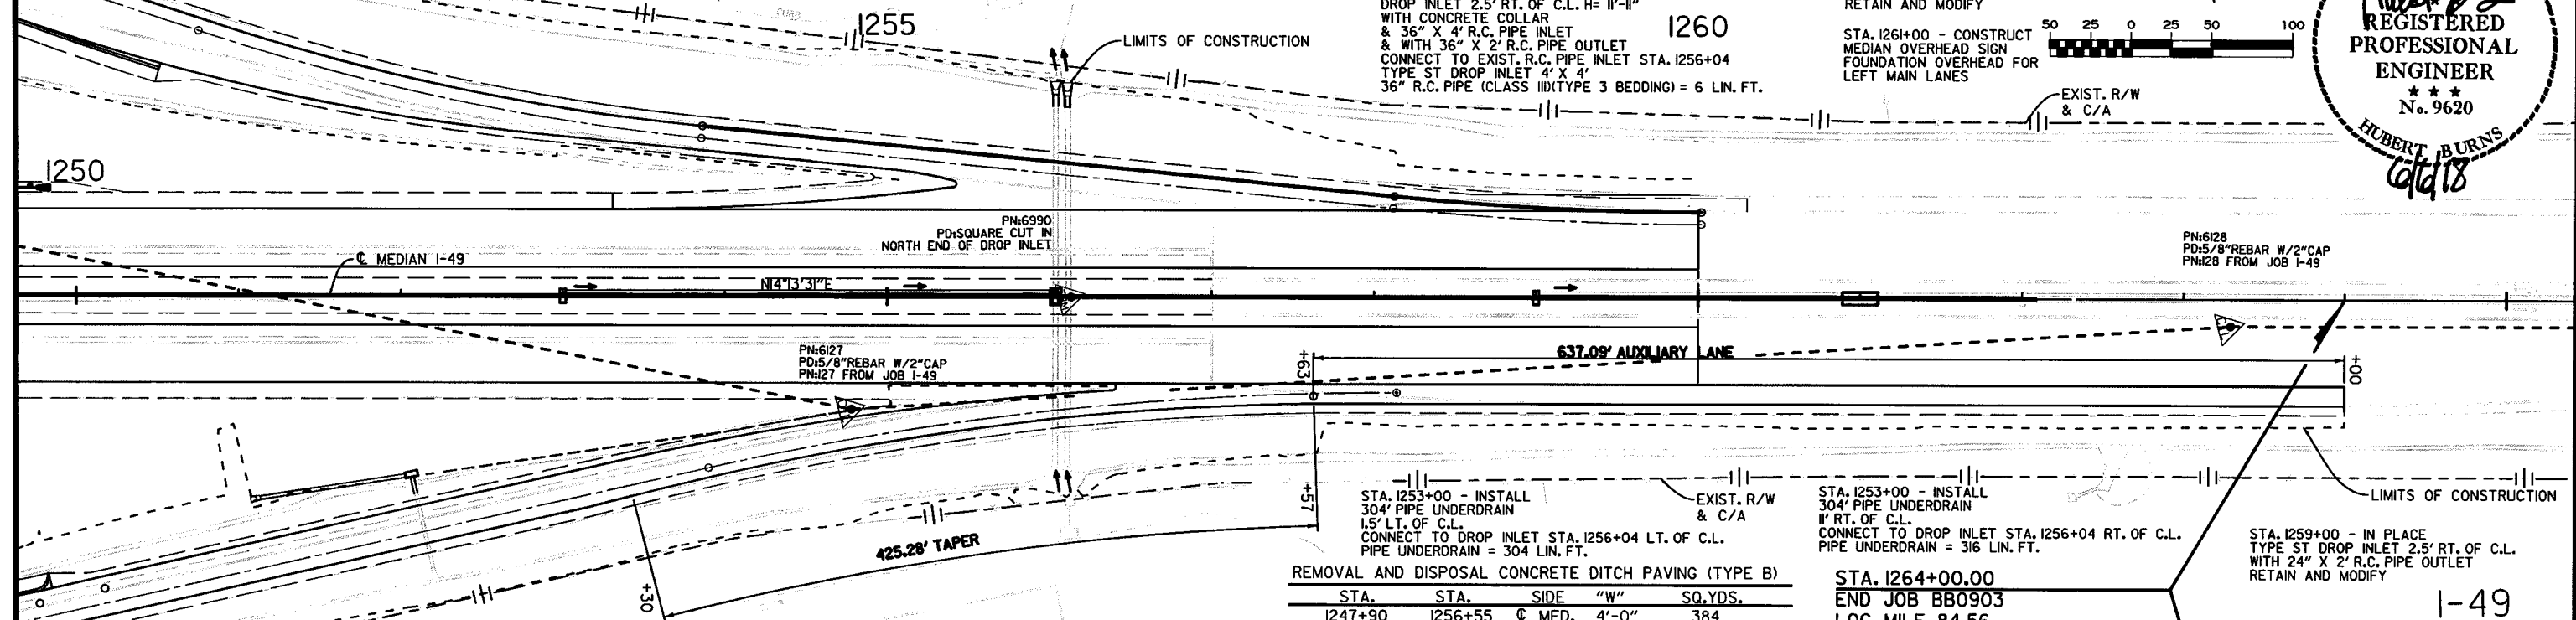 CURB
1255
LIMITS OF CONSTRUCTION
DROP INLET 2.5' RT. OF C.L. H= 11'-11"
WITH CONCRETE COLLAR
& 36" X 4' R.C. PIPE INLET
& WITH 36" X 2' R.C. PIPE OUTLET
CONNECT TO EXIST. R.C. PIPE INLET STA. 1256+04
TYPE ST DROP INLET 4' X 4'
36" R.C. PIPE (CLASS III)(TYPE 3 BEDDING) = 6 LIN. FT.
1260
RETAIN AND MODIFY
STA. 1261+00 - CONSTRUCT
MEDIAN OVERHEAD SIGN
FOUNDATION OVERHEAD FOR
LEFT MAIN LANES
50 25 0 25 50 100
REGISTERED
PROFESSIONAL
ENGINEER
★ ★ ★
No. 9620
HUBERT BURNS
EXIST. R/W
& C/A
1250
PN:6990
PD:SQUARE CUT IN
NORTH END OF DROP INLET
℄ MEDIAN I-49
N14°13'31"E
PN:6128
PD:5/8"REBAR W/2"CAP
PN:128 FROM JOB I-49
PN:6127
PD:5/8"REBAR W/2"CAP
PN:127 FROM JOB I-49
+63
637.09' AUXILIARY LANE
+00
+57
425.28' TAPER
+30
STA. 1253+00 - INSTALL
304' PIPE UNDERDRAIN
1.5' LT. OF C.L.
CONNECT TO DROP INLET STA. 1256+04 LT. OF C.L.
PIPE UNDERDRAIN = 304 LIN. FT.
EXIST. R/W
& C/A
STA. 1253+00 - INSTALL
304' PIPE UNDERDRAIN
11' RT. OF C.L.
CONNECT TO DROP INLET STA. 1256+04 RT. OF C.L.
PIPE UNDERDRAIN = 316 LIN. FT.
LIMITS OF CONSTRUCTION
STA. 1259+00 - IN PLACE
TYPE ST DROP INLET 2.5' RT. OF C.L.
WITH 24" X 2' R.C. PIPE OUTLET
RETAIN AND MODIFY
REMOVAL AND DISPOSAL CONCRETE DITCH PAVING (TYPE B)
STA. STA. SIDE "W" SQ.YDS.
1247+90 1256+55 ℄ MED. 4'-0" 384
STA. 1264+00.00
END JOB BB0903
LOG MILE 84.56
I-49